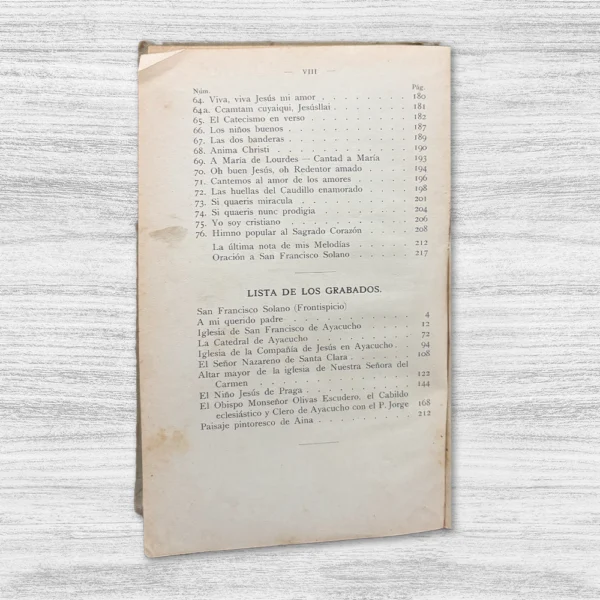 — VIII —
Núm. Pág.
64. Viva, viva Jesús mi amor . . . . . . . . 180
64a. Ccamtam cuyaiqui, Jesúsllai . . . . . . . 181
65. El Catecismo en verso . . . . . . . . . 182
66. Los niños buenos . . . . . . . . . . 187
67. Las dos banderas . . . . . . . . . . 189
68. Anima Christi . . . . . . . . . . . 190
69. A María de Lourdes — Cantad a María . . . 193
70. Oh buen Jesús, oh Redentor amado . . . . 194
71. Cantemos al amor de los amores . . . . . 196
72. Las huellas del Caudillo enamorado . . . . 198
73. Si quaeris miracula . . . . . . . . . 201
74. Si quaeris nunc prodigia . . . . . . . . 204
75. Yo soy cristiano . . . . . . . . . . 206
76. Himno popular al Sagrado Corazón . . . . 208
La última nota de mis Melodías . . . . . 212
Oración a San Francisco Solano . . . . . 217
LISTA DE LOS GRABADOS.
San Francisco Solano (Frontispicio)
A mi querido padre . . . . . . . . . . 4
Iglesia de San Francisco de Ayacucho . . . . . 12
La Catedral de Ayacucho . . . . . . . . 72
Iglesia de la Compañía de Jesús en Ayacucho . . 94
El Señor Nazareno de Santa Clara . . . . . . 108
Altar mayor de la iglesia de Nuestra Señora del
Carmen . . . . . . . . . . . . 122
El Niño Jesús de Praga . . . . . . . . . 144
El Obispo Monseñor Olivas Escudero, el Cabildo
eclesiástico y Clero de Ayacucho con el P. Jorge 168
Paisaje pintoresco de Aina . . . . . . . . 212